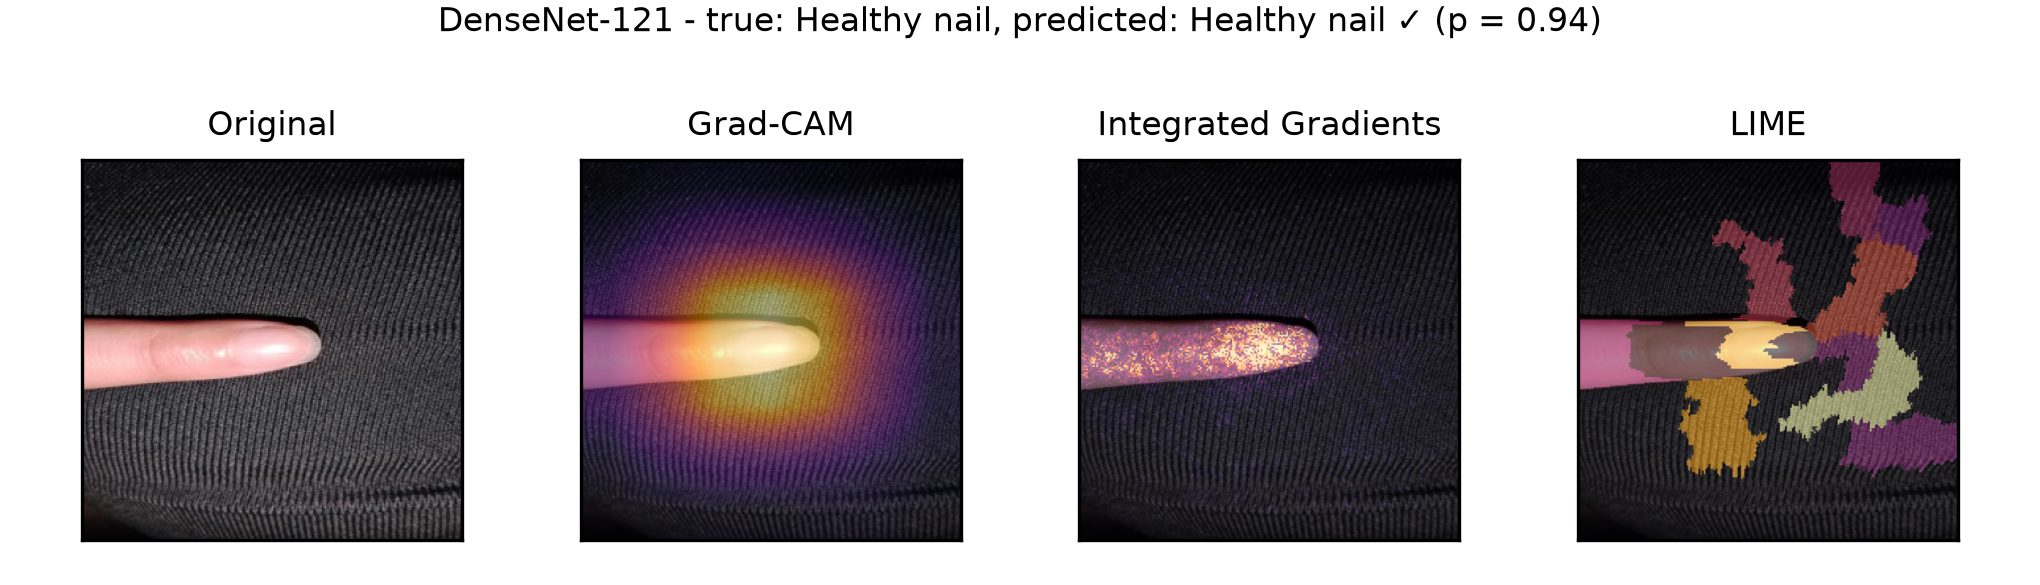 DenseNet-121 - true: Healthy nail, predicted: Healthy nail ✓ (p = 0.94)
Original
Grad-CAM
Integrated Gradients
LIME